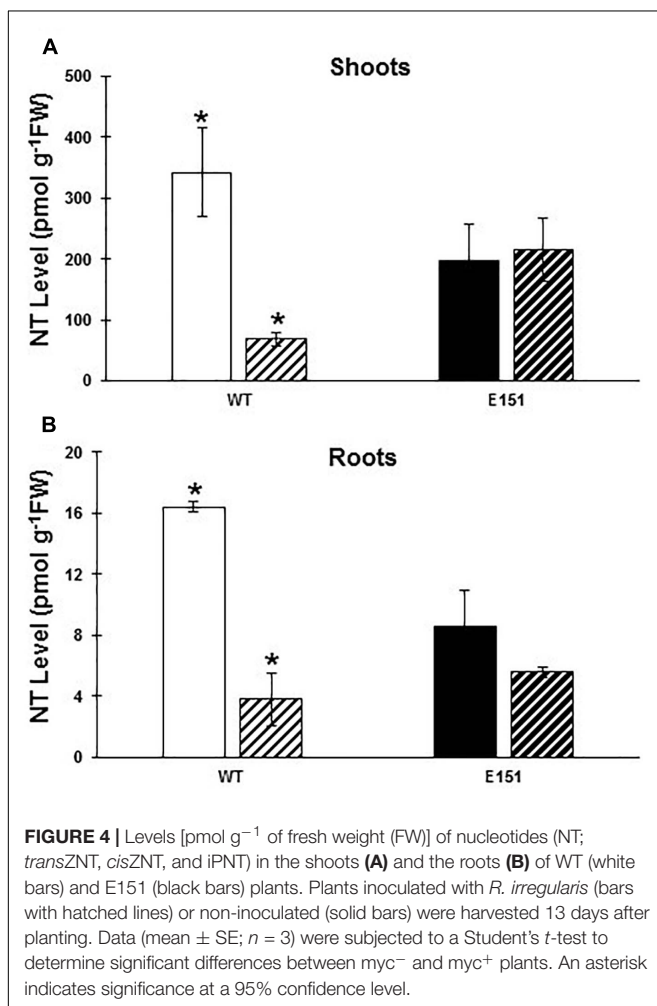 A
Shoots
NT Level (pmol g⁻¹FW)
500
400
300
200
100
0
*
*
WT
E151
B
Roots
NT Level (pmol g⁻¹FW)
20
16
12
8
4
0
*
*
WT
E151
FIGURE 4 | Levels [pmol g⁻¹ of fresh weight (FW)] of nucleotides (NT;
transZNT, cisZNT, and iPNT) in the shoots (A) and the roots (B) of WT (white
bars) and E151 (black bars) plants. Plants inoculated with R. irregularis (bars
with hatched lines) or non-inoculated (solid bars) were harvested 13 days after
planting. Data (mean ± SE; n = 3) were subjected to a Student's t-test to
determine significant differences between myc⁻ and myc⁺ plants. An asterisk
indicates significance at a 95% confidence level.